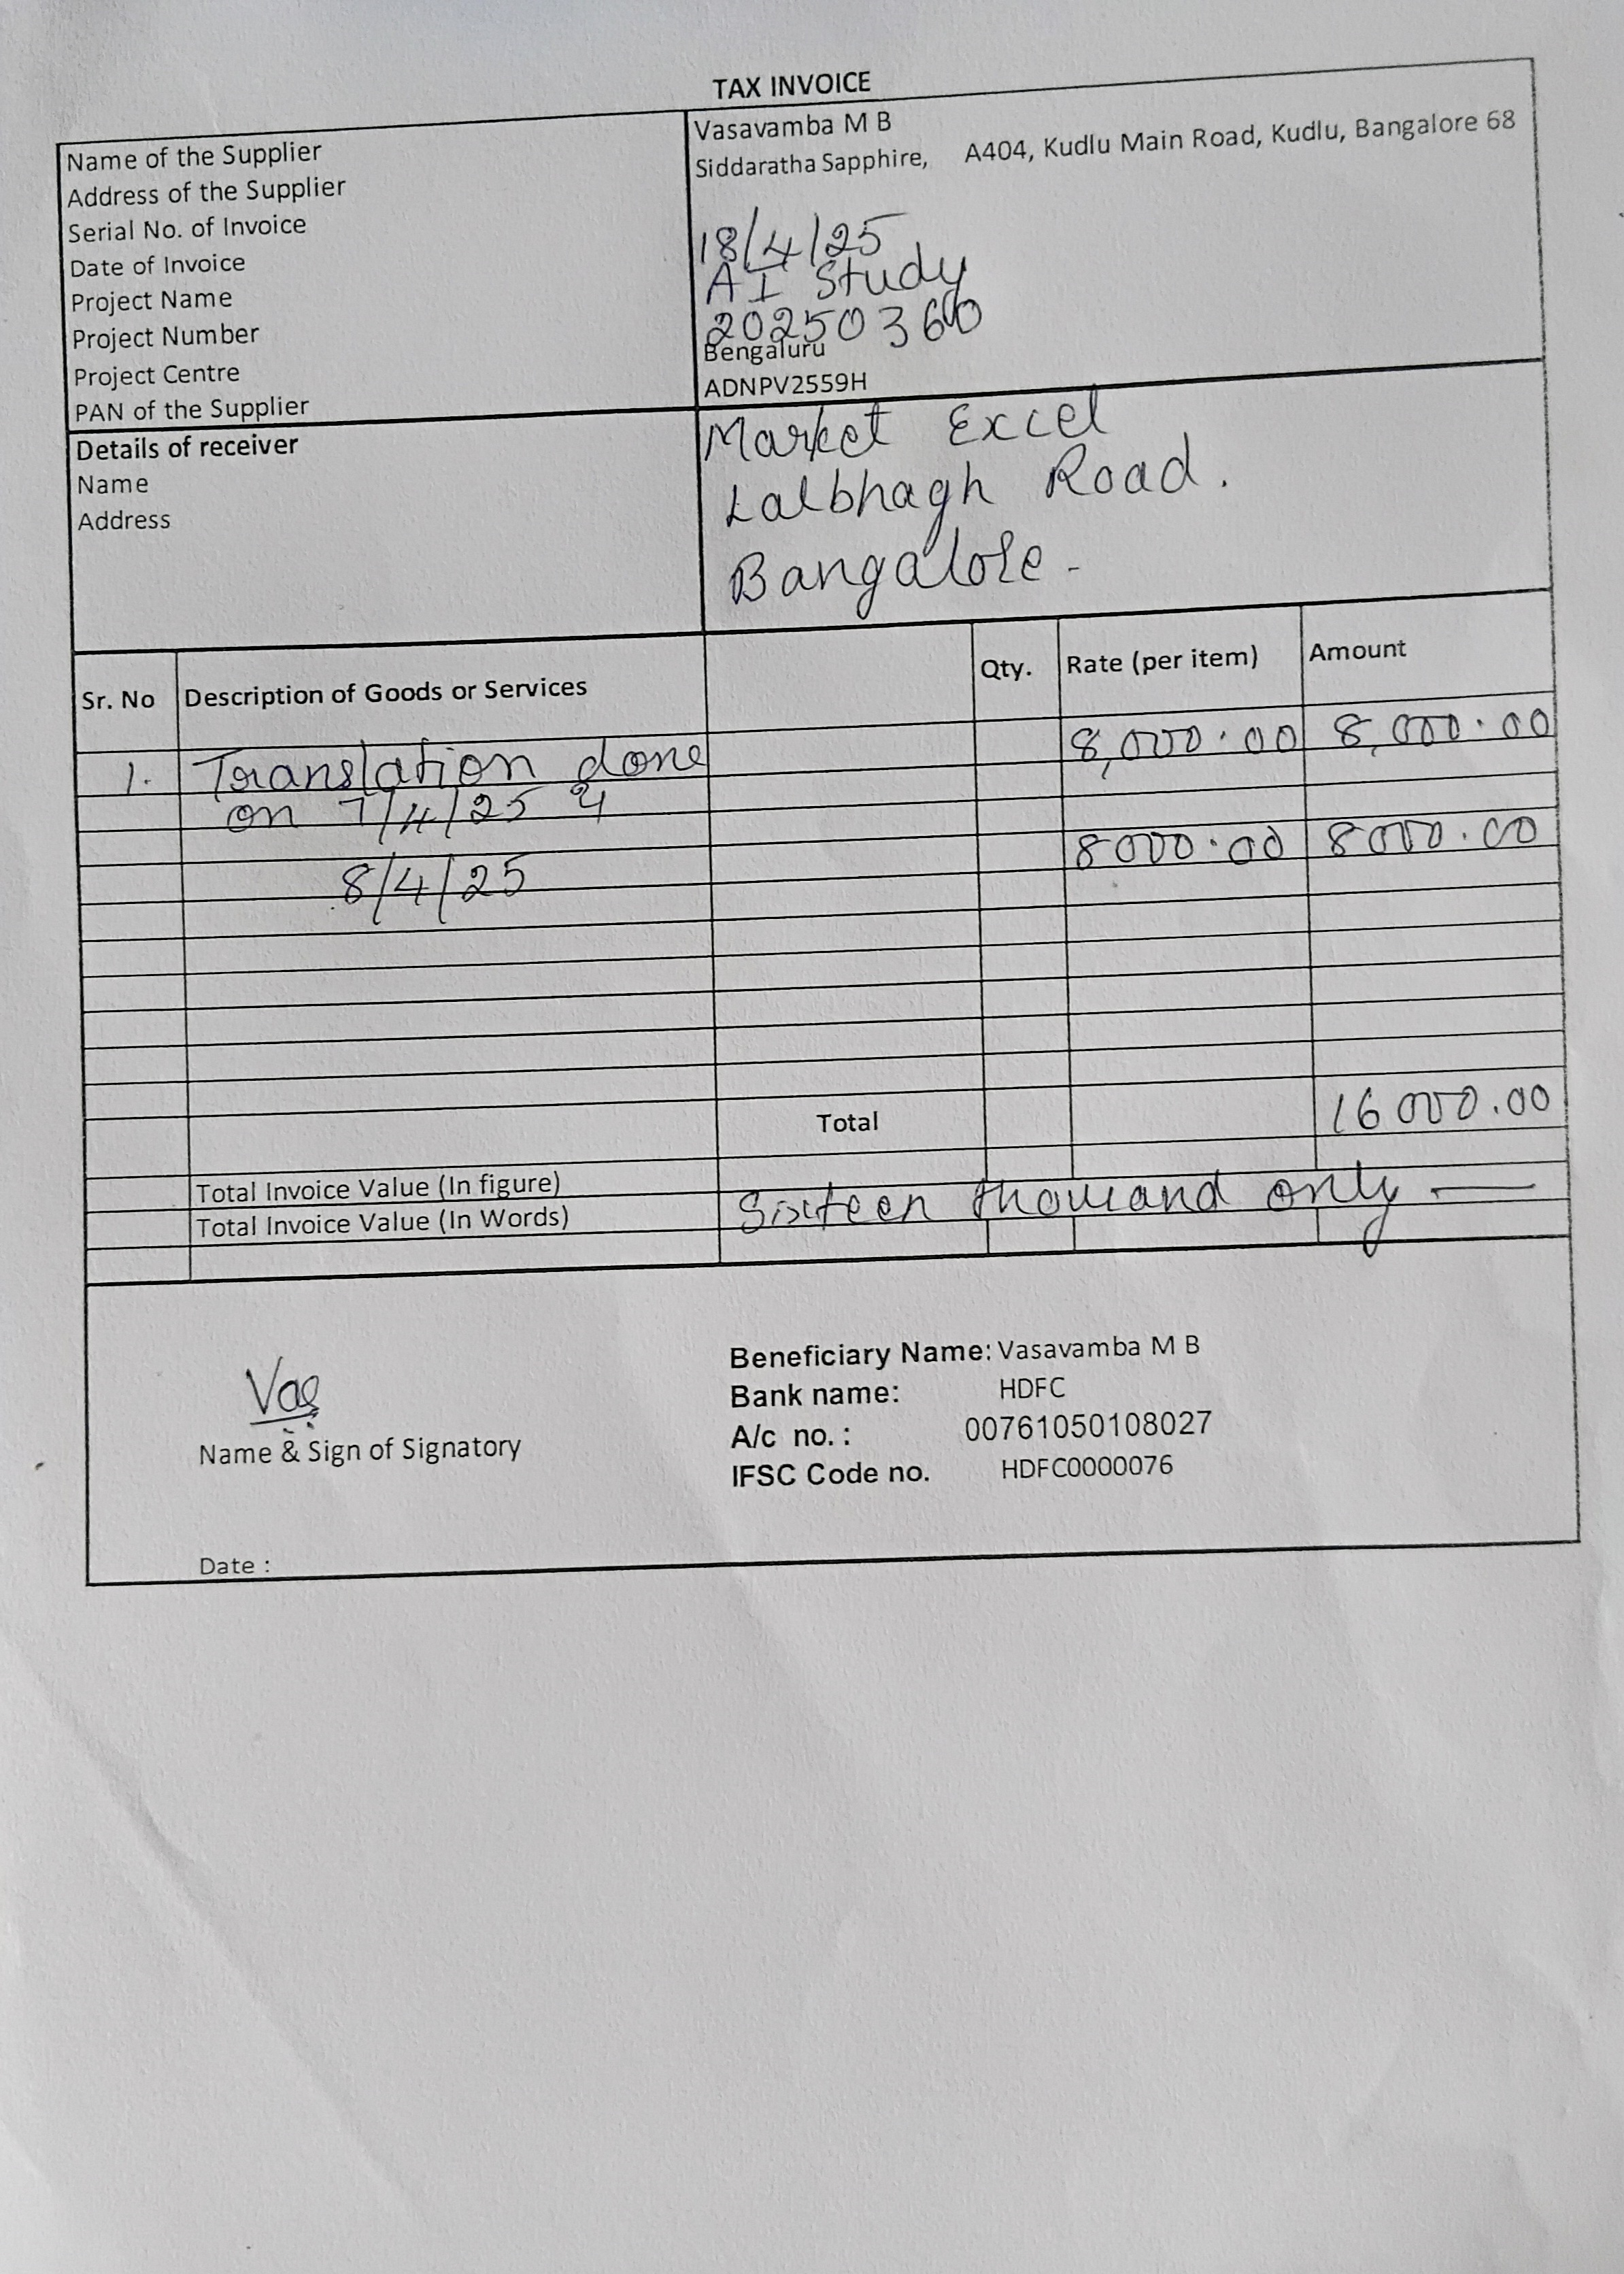 TAX INVOICE
Name of the Supplier Vasavamba M B
Address of the Supplier Siddaratha Sapphire, A404, Kudlu Main Road, Kudlu, Bangalore 68
Serial No. of Invoice
Date of Invoice 18/4/25
Project Name AI Study
Project Number 20250360
Project Centre Bengaluru
PAN of the Supplier ADNPV2559H
Details of receiver
Name Market Excel
Address Lalbhagh Road.
Bangalore -
Sr. No Description of Goods or Services Qty. Rate (per item) Amount
1. Translation done 8,000.00 8,000.00
on 7/4/25 &
8/4/25 8000.00 8000.00
Total 16000.00
Total Invoice Value (In figure)
Total Invoice Value (In Words) Sixteen thousand only —
Beneficiary Name: Vasavamba M B
Bank name: HDFC
A/c no. : 00761050108027
IFSC Code no. HDFC0000076
Vas
Name & Sign of Signatory
Date :